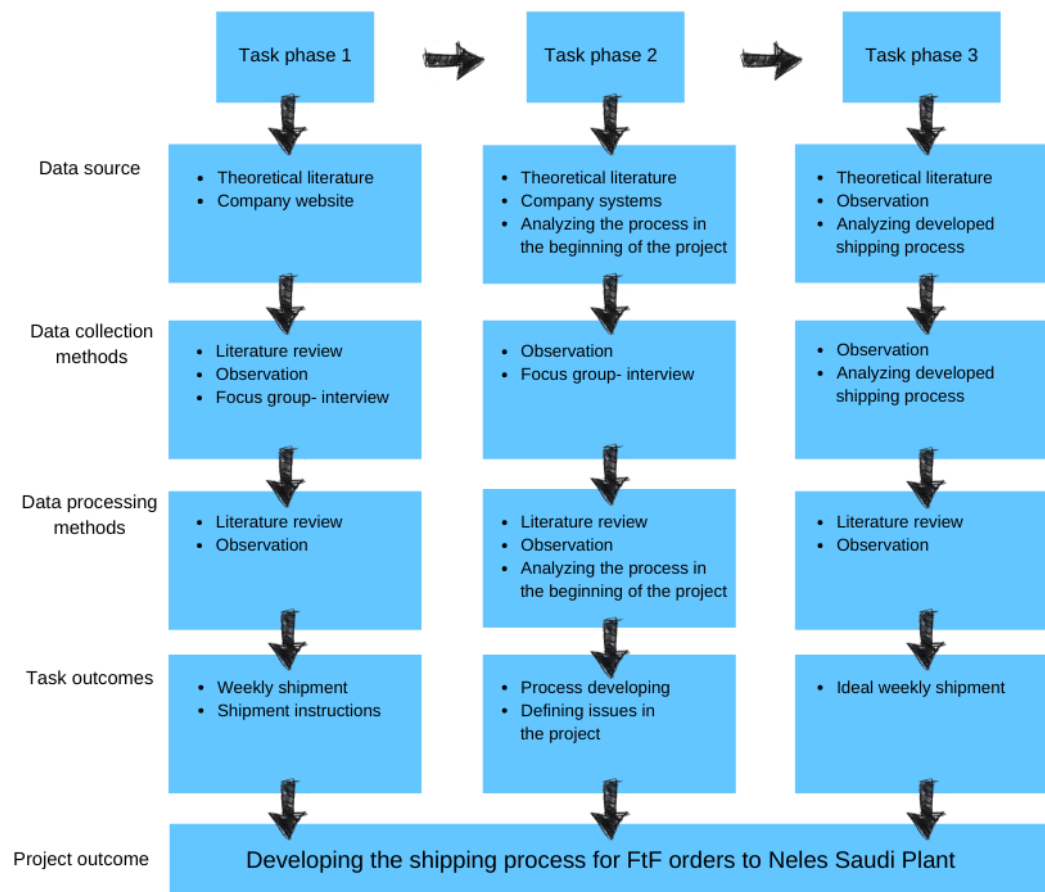 Task phase 1
Task phase 2
Task phase 3
Data source
• Theoretical literature
• Company website
• Theoretical literature
• Company systems
• Analyzing the process in
the beginning of the project
• Theoretical literature
• Observation
• Analyzing developed
shipping process
Data collection
methods
• Literature review
• Observation
• Focus group- interview
• Observation
• Focus group- interview
• Observation
• Analyzing developed
shipping process
Data processing
methods
• Literature review
• Observation
• Literature review
• Observation
• Analyzing the process in
the beginning of the project
• Literature review
• Observation
Task outcomes
• Weekly shipment
• Shipment instructions
• Process developing
• Defining issues in
the project
• Ideal weekly shipment
Project outcome
Developing the shipping process for FtF orders to Neles Saudi Plant